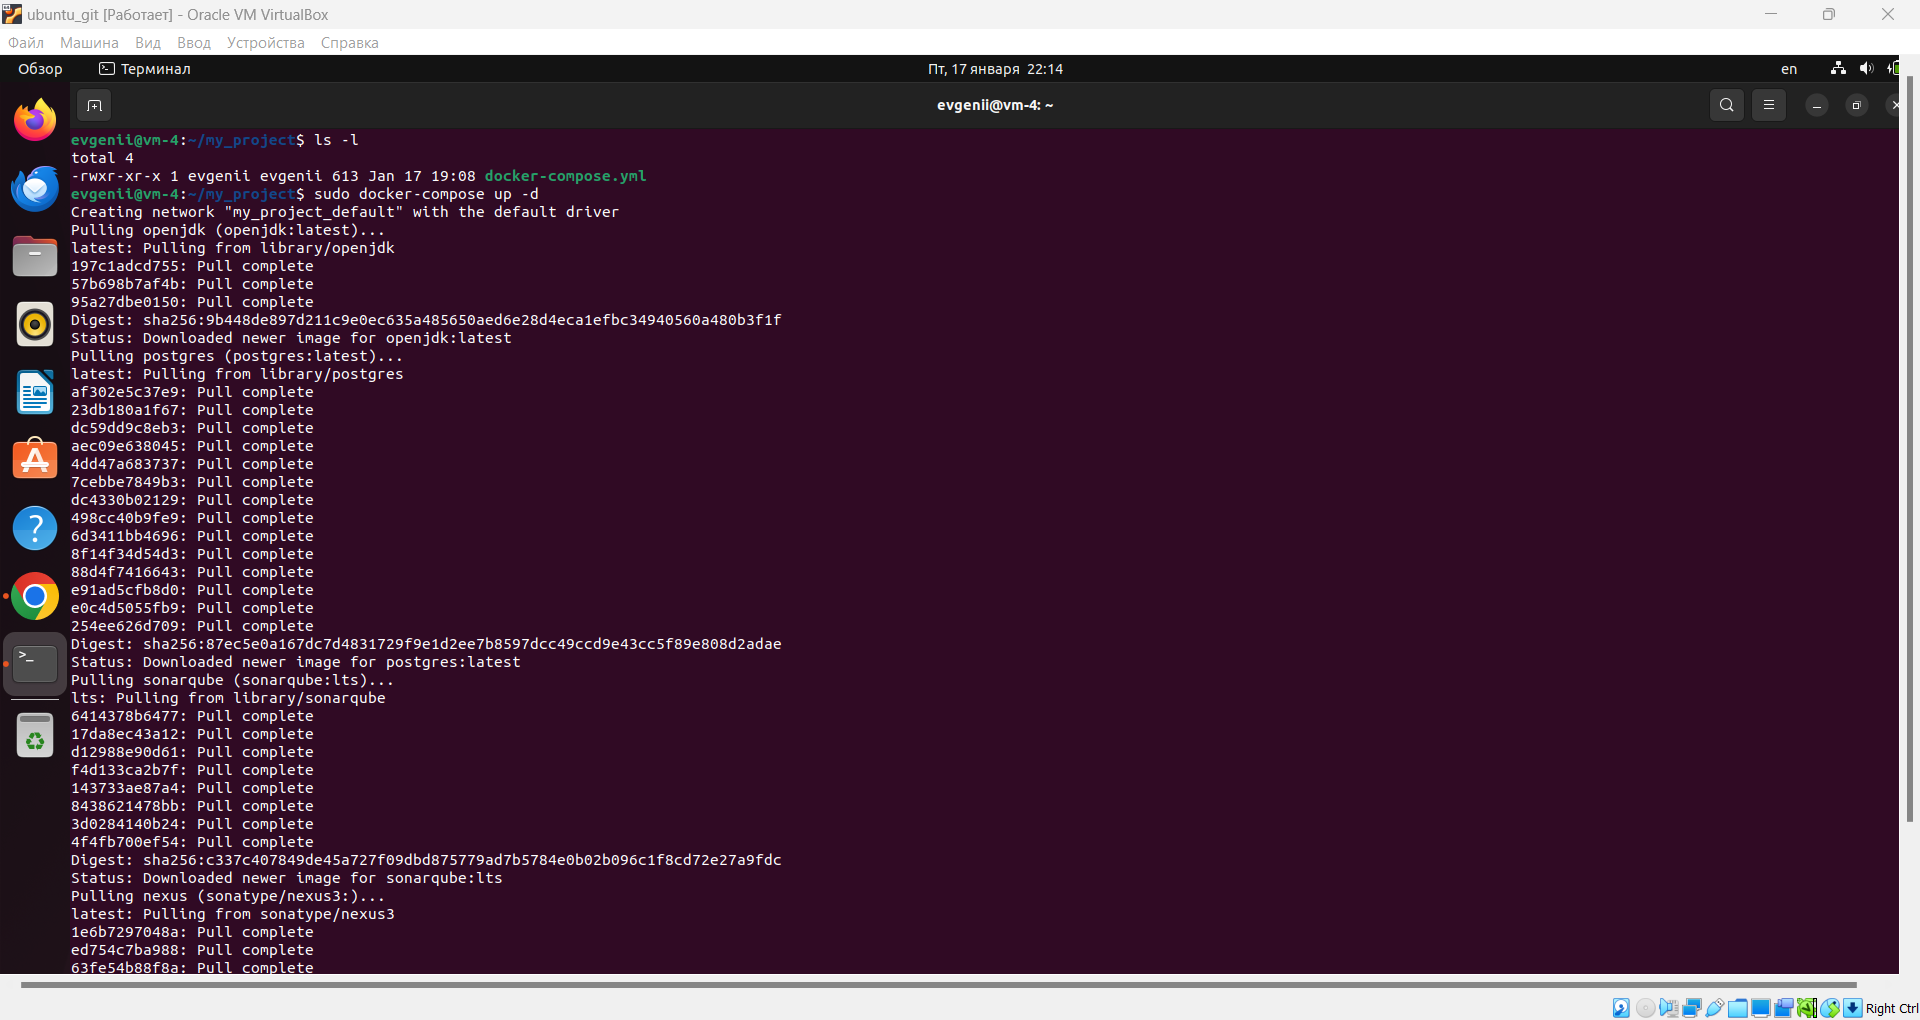 ubuntu_git [Работает] - Oracle VM VirtualBox
Файл Машина Вид Ввод Устройства Справка
Обзор Терминал Пт, 17 января 22:14 en
evgenii@vm-4: ~
evgenii@vm-4:~/my_project$ ls -l
total 4
-rwxr-xr-x 1 evgenii evgenii 613 Jan 17 19:08 docker-compose.yml
evgenii@vm-4:~/my_project$ sudo docker-compose up -d
Creating network "my_project_default" with the default driver
Pulling openjdk (openjdk:latest)...
latest: Pulling from library/openjdk
197c1adcd755: Pull complete
57b698b7af4b: Pull complete
95a27dbe0150: Pull complete
Digest: sha256:9b448de897d211c9e0ec635a485650aed6e28d4eca1efbc34940560a480b3f1f
Status: Downloaded newer image for openjdk:latest
Pulling postgres (postgres:latest)...
latest: Pulling from library/postgres
af302e5c37e9: Pull complete
23db180a1f67: Pull complete
dc59dd9c8eb3: Pull complete
aec09e638045: Pull complete
4dd47a683737: Pull complete
7cebbe7849b3: Pull complete
dc4330b02129: Pull complete
498cc40b9fe9: Pull complete
6d3411bb4696: Pull complete
8f14f34d54d3: Pull complete
88d4f7416643: Pull complete
e91ad5cfb8d0: Pull complete
e0c4d5055fb9: Pull complete
254ee626d709: Pull complete
Digest: sha256:87ec5e0a167dc7d4831729f9e1d2ee7b8597dcc49ccd9e43cc5f89e808d2adae
Status: Downloaded newer image for postgres:latest
Pulling sonarqube (sonarqube:lts)...
lts: Pulling from library/sonarqube
6414378b6477: Pull complete
17da8ec43a12: Pull complete
d12988e90d61: Pull complete
f4d133ca2b7f: Pull complete
143733ae87a4: Pull complete
8438621478bb: Pull complete
3d0284140b24: Pull complete
4f4fb700ef54: Pull complete
Digest: sha256:c337c407849de45a727f09dbd875779ad7b5784e0b02b096c1f8cd72e27a9fdc
Status: Downloaded newer image for sonarqube:lts
Pulling nexus (sonatype/nexus3:)...
latest: Pulling from sonatype/nexus3
1e6b7297048a: Pull complete
ed754c7ba988: Pull complete
63fe54b88f8a: Pull complete
Right Ctrl